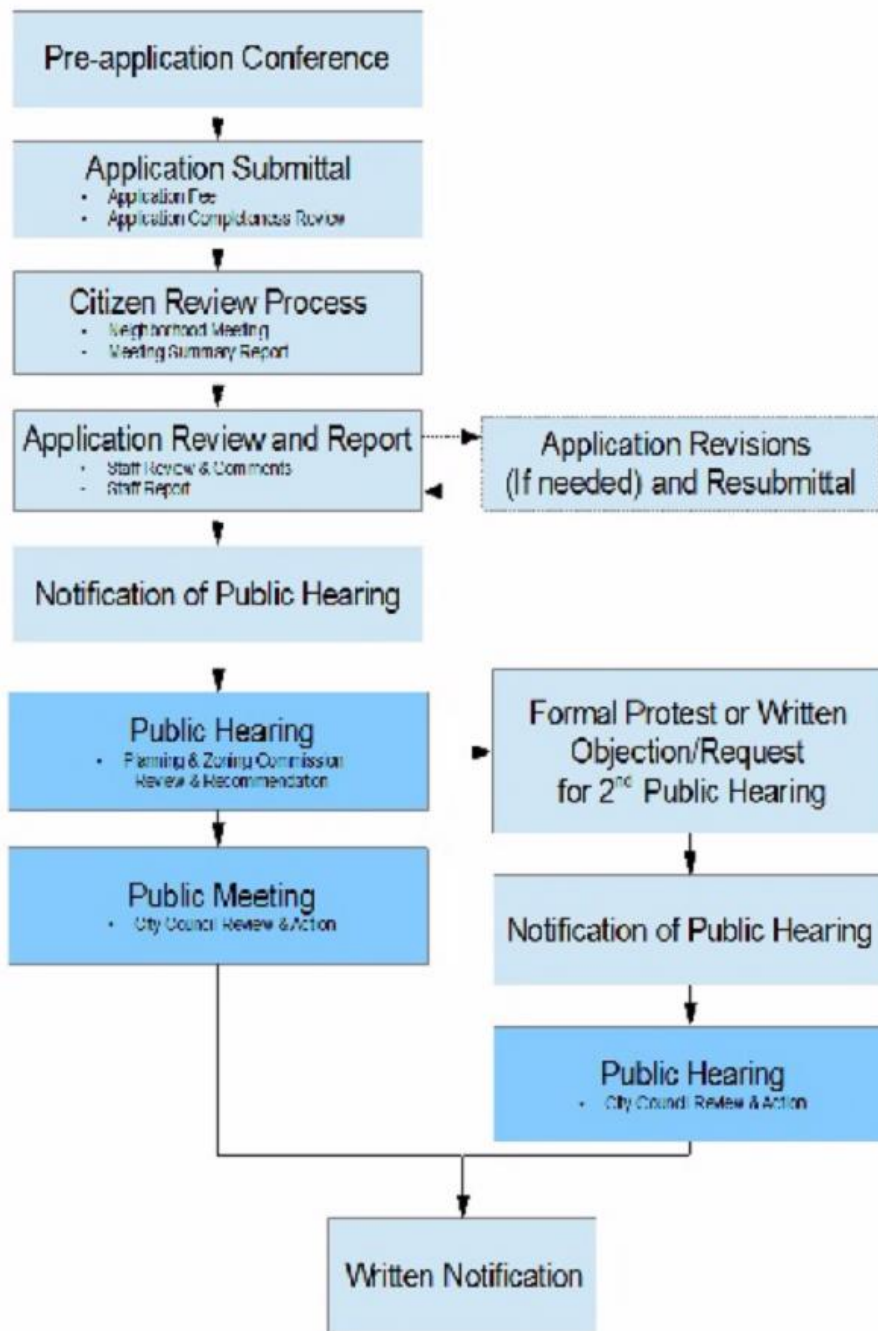 Pre-application Conference
Application Submittal
• Application Fee
• Application Completeness Review
Citizen Review Process
• Neighborhood Meeting
• Meeting Summary Report
Application Review and Report
• Staff Review & Comments
• Staff Report
Application Revisions
(If needed) and Resubmittal
Notification of Public Hearing
Public Hearing
• Planning & Zoning Commission
Review & Recommendation
Formal Protest or Written
Objection/Request
for 2nd Public Hearing
Public Meeting
• City Council Review & Action
Notification of Public Hearing
Public Hearing
• City Council Review & Action
Written Notification